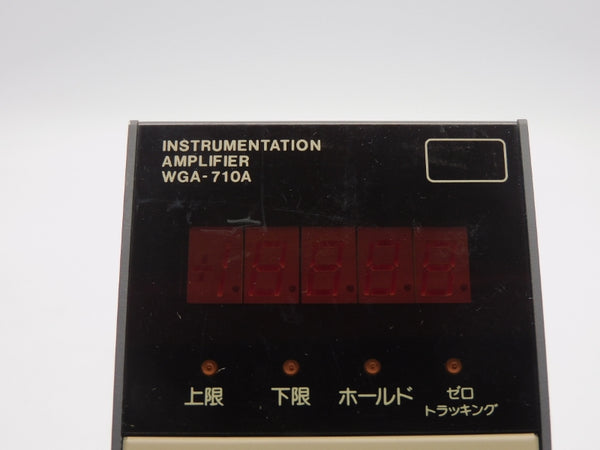 INSTRUMENTATION
AMPLIFIER
WGA-710A
上限 下限 ホールド ゼロ
トラッキング